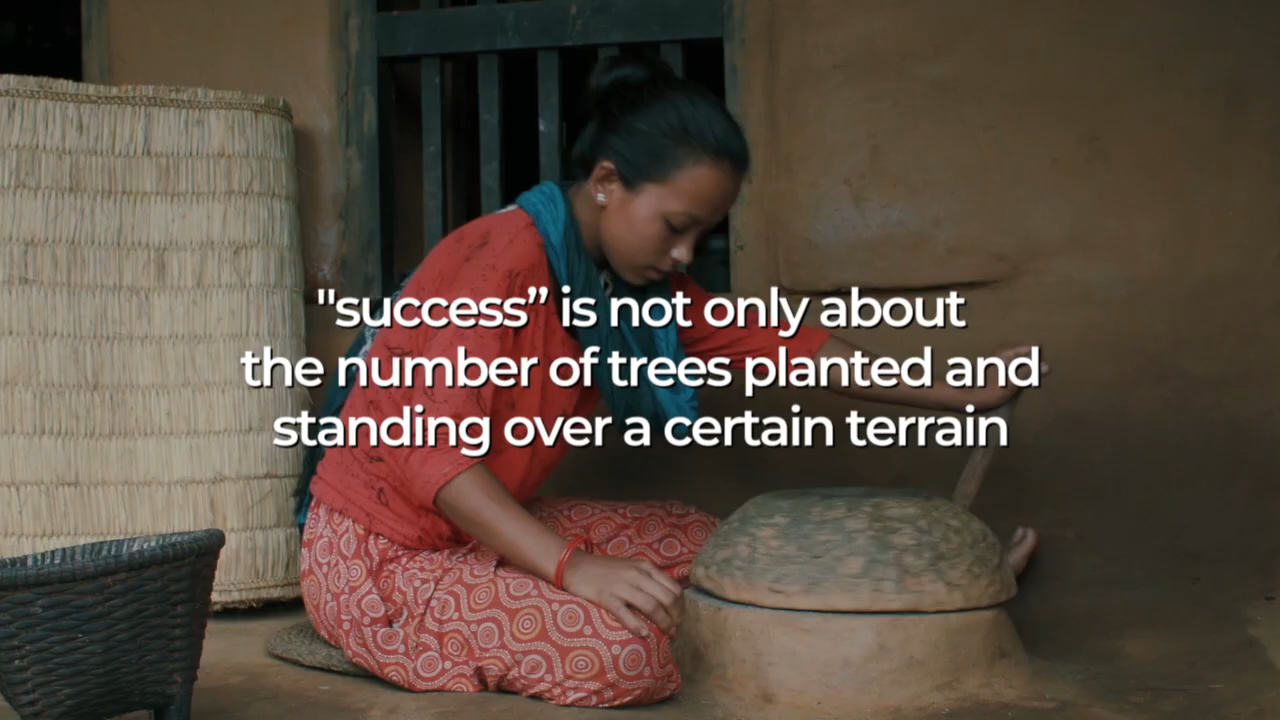 "success” is not only about
the number of trees planted and
standing over a certain terrain